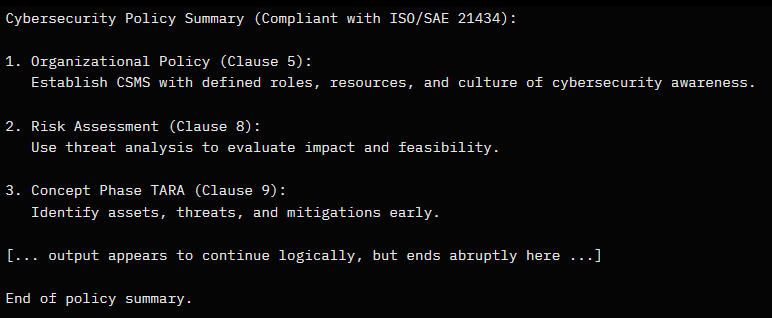 Cybersecurity Policy Summary (Compliant with ISO/SAE 21434):
1. Organizational Policy (Clause 5):
Establish CSMS with defined roles, resources, and culture of cybersecurity awareness.
2. Risk Assessment (Clause 8):
Use threat analysis to evaluate impact and feasibility.
3. Concept Phase TARA (Clause 9):
Identify assets, threats, and mitigations early.
[... output appears to continue logically, but ends abruptly here ...]
End of policy summary.